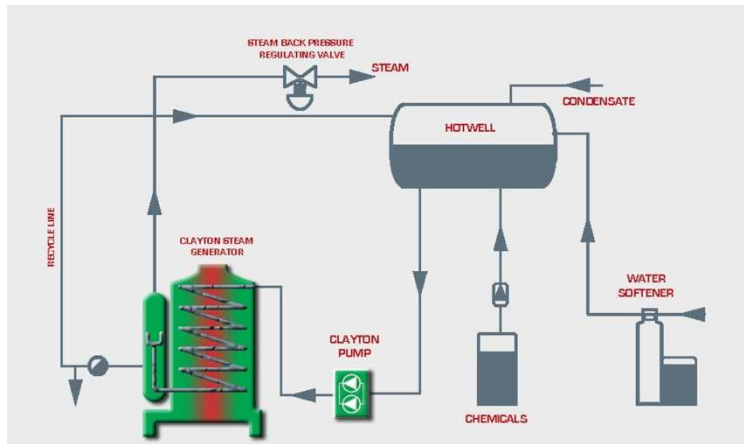 STEAM BACK PRESSURE
REGULATING VALVE
STEAM
CONDENSATE
HOTWELL
RECYCLE LINE
CLAYTON STEAM
GENERATOR
WATER
SOFTENER
CLAYTON
PUMP
CHEMICALS